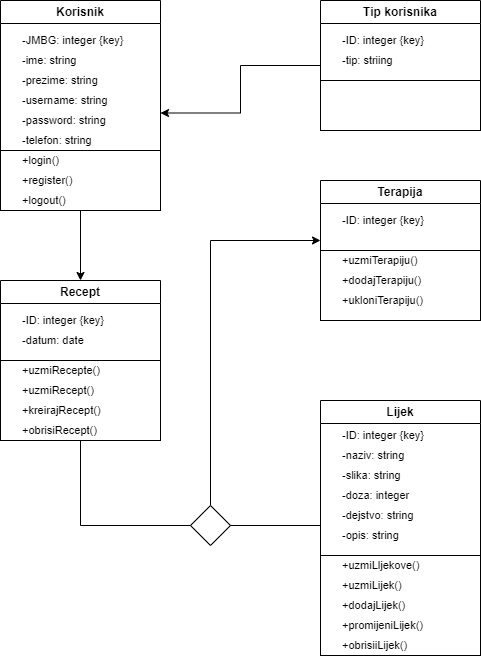 Korisnik
-JMBG: integer {key}
-ime: string
-prezime: string
-username: string
-password: string
-telefon: string
+login()
+register()
+logout()
Tip korisnika
-ID: integer {key}
-tip: striing
Terapija
-ID: integer {key}
+uzmiTerapiju()
+dodajTerapiju()
+ukloniTerapiju()
Recept
-ID: integer {key}
-datum: date
+uzmiRecepte()
+uzmiRecept()
+kreirajRecept()
+obrisiRecept()
Lijek
-ID: integer {key}
-naziv: string
-slika: string
-doza: integer
-dejstvo: string
-opis: string
+uzmiLIjekove()
+uzmiLijek()
+dodajLijek()
+promijeniLijek()
+obrisiiLijek()